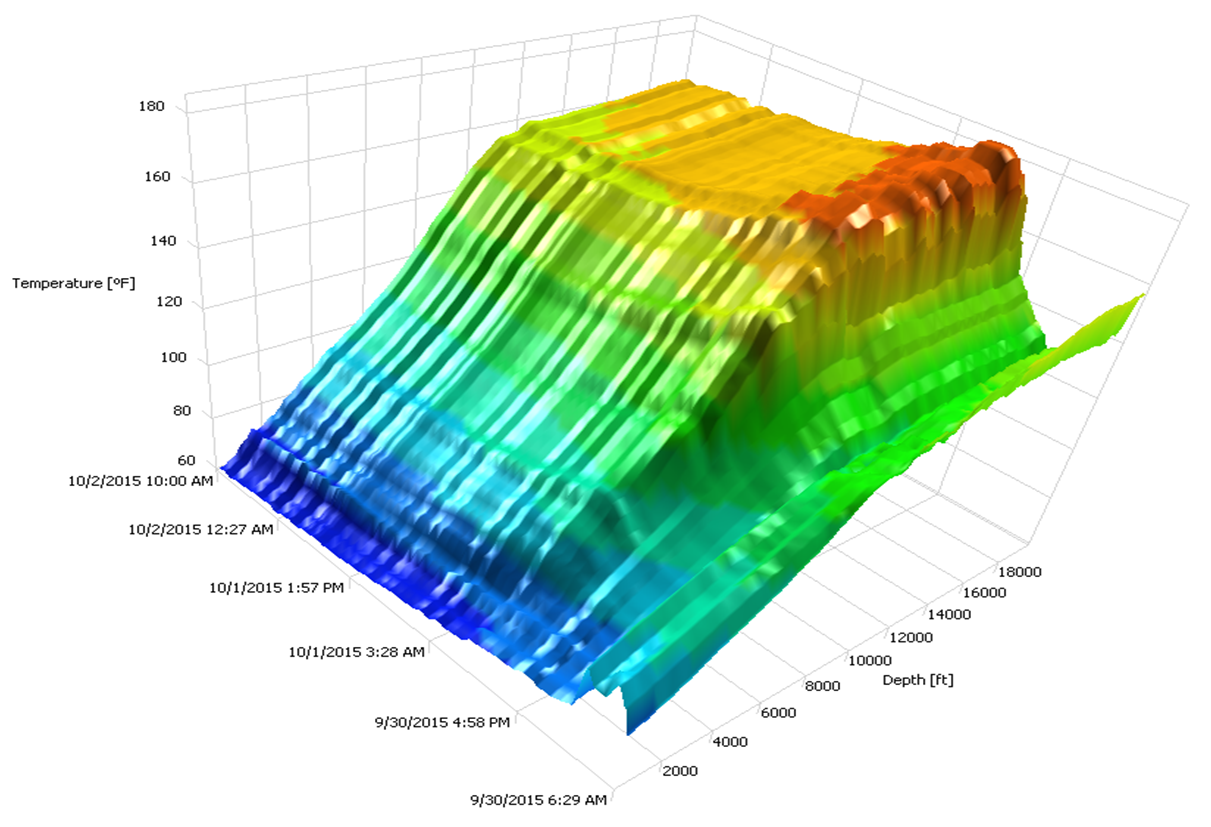 180
160
140
Temperature [ºF]
120
100
80
60
10/2/2015 10:00 AM
10/2/2015 12:27 AM
10/1/2015 1:57 PM
10/1/2015 3:28 AM
9/30/2015 4:58 PM
9/30/2015 6:29 AM
18000
16000
14000
12000
10000
Depth [ft]
8000
6000
4000
2000